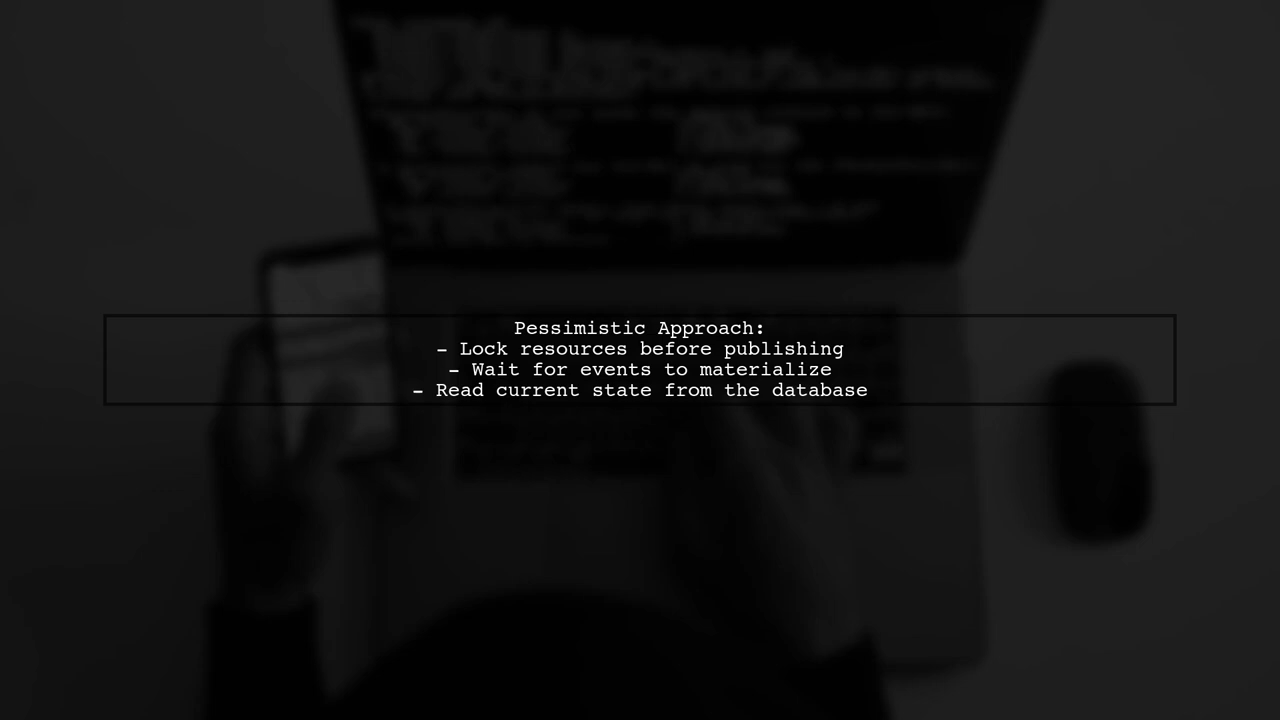 Pessimistic Approach:
- Lock resources before publishing
- Wait for events to materialize
- Read current state from the database